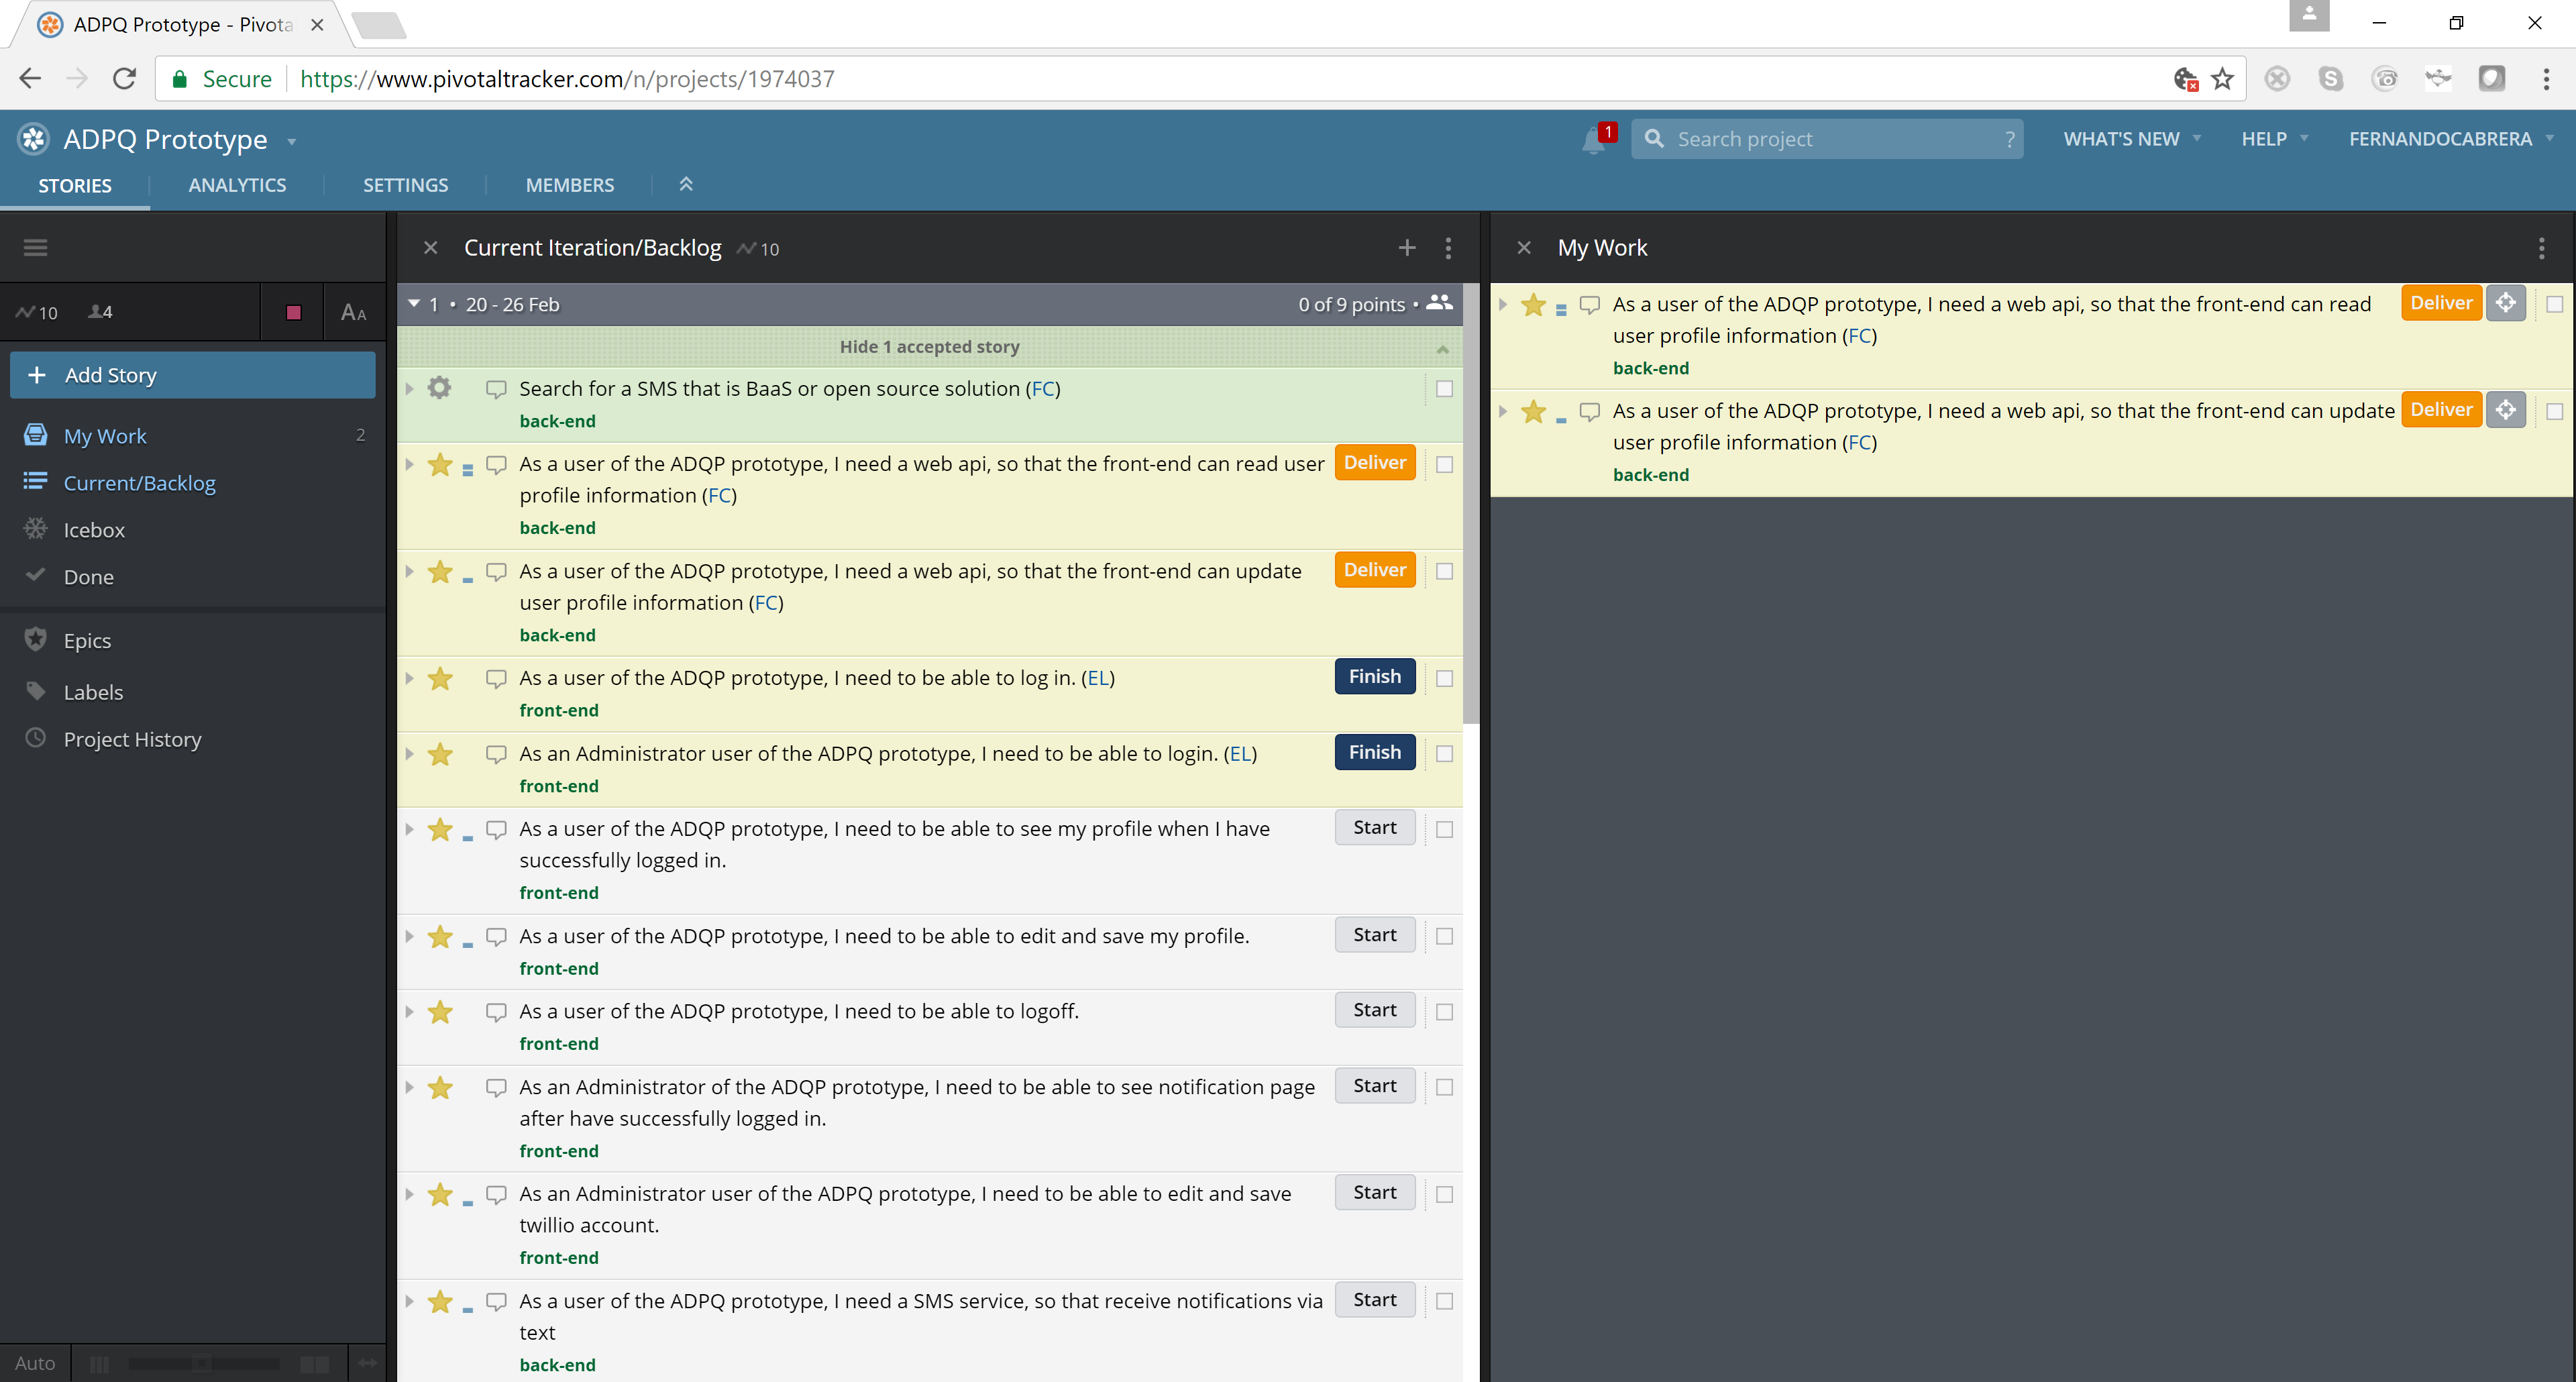 ADPQ Prototype - Pivota
Secure
https://www.pivotaltracker.com/n/projects/1974037
ADPQ Prototype
1
Search project
?
WHAT'S NEW
HELP
FERNANDOCABRERA
STORIES
ANALYTICS
SETTINGS
MEMBERS
10
4
AA
Add Story
My Work
2
Current/Backlog
Icebox
Done
Epics
Labels
Project History
Auto
Current Iteration/Backlog
10
1 • 20 - 26 Feb
0 of 9 points •
Hide 1 accepted story
Search for a SMS that is BaaS or open source solution (FC)
back-end
As a user of the ADQP prototype, I need a web api, so that the front-end can read user
Deliver
profile information (FC)
back-end
As a user of the ADQP prototype, I need a web api, so that the front-end can update
Deliver
user profile information (FC)
back-end
As a user of the ADQP prototype, I need to be able to log in. (EL)
Finish
front-end
As an Administrator user of the ADPQ prototype, I need to be able to login. (EL)
Finish
front-end
As a user of the ADQP prototype, I need to be able to see my profile when I have
Start
successfully logged in.
front-end
As a user of the ADQP prototype, I need to be able to edit and save my profile.
Start
front-end
As a user of the ADQP prototype, I need to be able to logoff.
Start
front-end
As an Administrator of the ADQP prototype, I need to be able to see notification page
Start
after have successfully logged in.
front-end
As an Administrator user of the ADPQ prototype, I need to be able to edit and save
Start
twillio account.
front-end
As a user of the ADPQ prototype, I need a SMS service, so that receive notifications via
Start
text
back-end
My Work
As a user of the ADQP prototype, I need a web api, so that the front-end can read
Deliver
user profile information (FC)
back-end
As a user of the ADQP prototype, I need a web api, so that the front-end can update
Deliver
user profile information (FC)
back-end